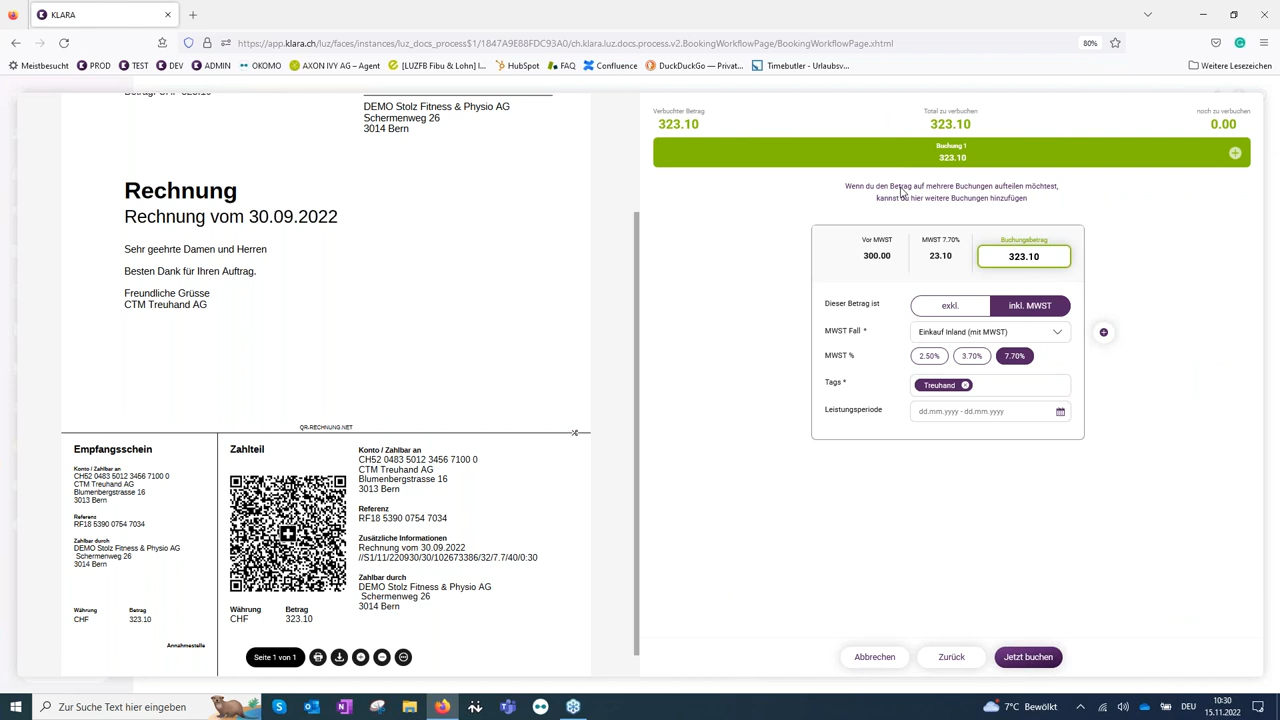 KLARA
https://app.klara.ch/luz/faces/instances/luz_docs_process$1/1847A9E88FDC93A0/ch.klara.luz.docs.process.v2.BookingWorkflowPage/BookingWorkflowPage.xhtml
80%
Meistbesucht
PROD
TEST
DEV
ADMIN
OKOMO
AXON IVY AG – Agent
[LUZFB Fibu & Lohn] I...
HubSpot
FAQ
Confluence
DuckDuckGo — Privat...
Timebutler - Urlaubsv...
Weitere Lesezeichen
DEMO Stolz Fitness & Physio AG
Schermenweg 26
3014 Bern
Rechnung
Rechnung vom 30.09.2022
Sehr geehrte Damen und Herren
Besten Dank für Ihren Auftrag.
Freundliche Grüsse
CTM Treuhand AG
QR-RECHNUNG.NET
Empfangsschein
Konto / Zahlbar an
CH52 0483 5012 3456 7100 0
CTM Treuhand AG
Blumenbergstrasse 16
3013 Bern
Referenz
RF18 5390 0754 7034
Zahlbar durch
DEMO Stolz Fitness & Physio AG
Schermenweg 26
3014 Bern
Währung Betrag
CHF 323.10
Annahmestelle
Zahlteil
Währung Betrag
CHF 323.10
Konto / Zahlbar an
CH52 0483 5012 3456 7100 0
CTM Treuhand AG
Blumenbergstrasse 16
3013 Bern
Referenz
RF18 5390 0754 7034
Zusätzliche Informationen
Rechnung vom 30.09.2022
//S1/11/220930/30/102673386/32/7.7/40/0:30
Zahlbar durch
DEMO Stolz Fitness & Physio AG
Schermenweg 26
3014 Bern
Seite 1 von 1
Verbuchter Betrag Total zu verbuchen noch zu verbuchen
323.10 323.10 0.00
Buchung 1
323.10
Wenn du den Betrag auf mehrere Buchungen aufteilen möchtest,
kannst du hier weitere Buchungen hinzufügen
Vor MWST MWST 7.70% Buchungsbetrag
300.00 23.10 323.10
Dieser Betrag ist exkl. inkl. MWST
MWST Fall * Einkauf Inland (mit MWST)
MWST % 2.50% 3.70% 7.70%
Tags * Treuhand
Leistungsperiode dd.mm.yyyy - dd.mm.yyyy
Abbrechen Zurück Jetzt buchen
Zur Suche Text hier eingeben
7°C Bewölkt
DEU
10:30
15.11.2022